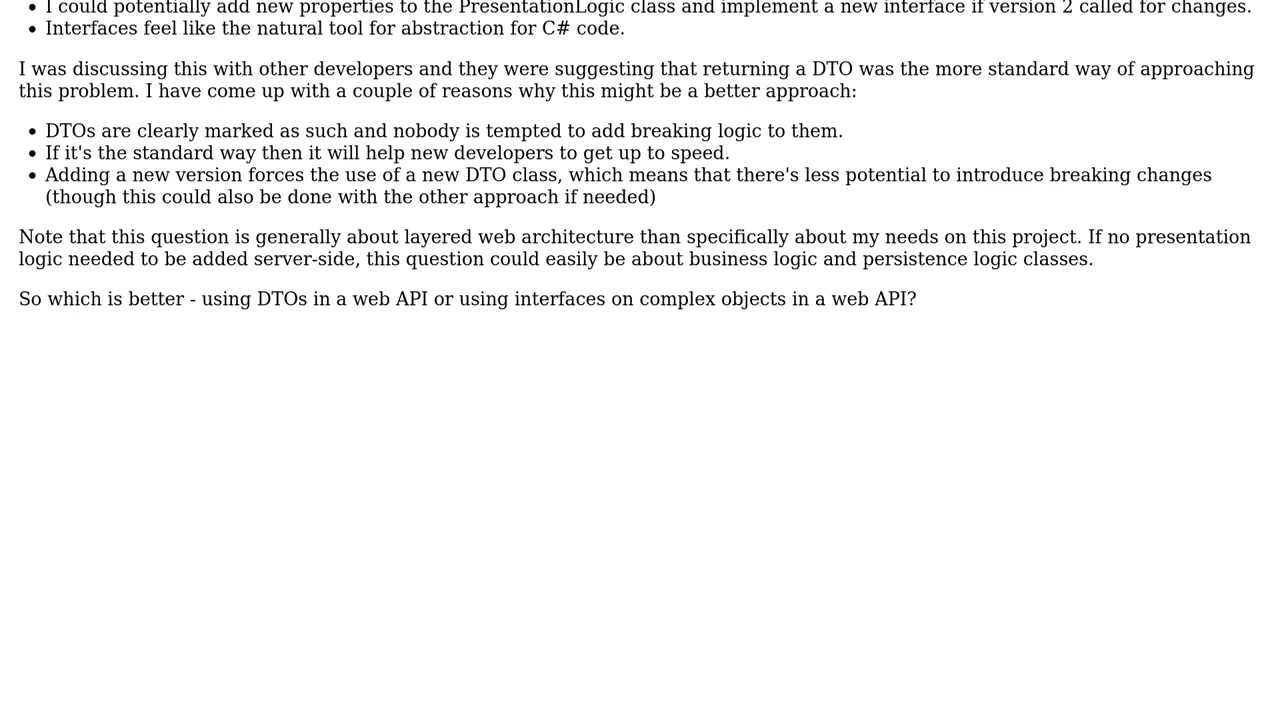 I could potentially add new properties to the PresentationLogic class and implement a new interface if version 2 called for changes.
Interfaces feel like the natural tool for abstraction for C# code.
I was discussing this with other developers and they were suggesting that returning a DTO was the more standard way of approaching
this problem. I have come up with a couple of reasons why this might be a better approach:
DTOs are clearly marked as such and nobody is tempted to add breaking logic to them.
If it's the standard way then it will help new developers to get up to speed.
Adding a new version forces the use of a new DTO class, which means that there's less potential to introduce breaking changes
(though this could also be done with the other approach if needed)
Note that this question is generally about layered web architecture than specifically about my needs on this project. If no presentation
logic needed to be added server-side, this question could easily be about business logic and persistence logic classes.
So which is better - using DTOs in a web API or using interfaces on complex objects in a web API?